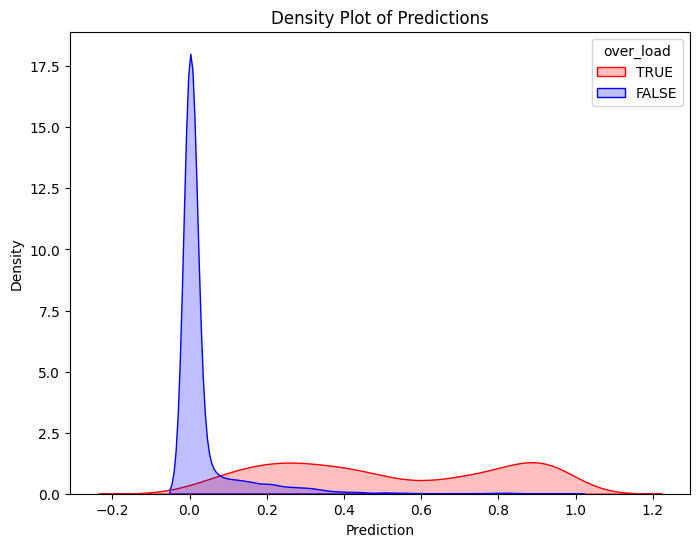 Density Plot of Predictions
over_load
TRUE
FALSE
17.5
15.0
12.5
10.0
7.5
5.0
2.5
0.0
Density
−0.2
0.0
0.2
0.4
0.6
0.8
1.0
1.2
Prediction